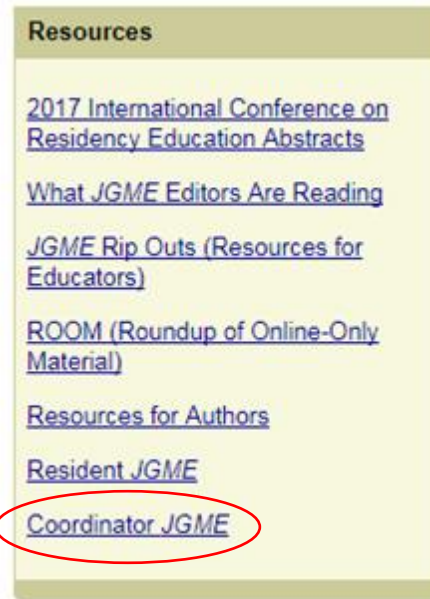 Resources
2017 International Conference on
Residency Education Abstracts
What JGME Editors Are Reading
JGME Rip Outs (Resources for
Educators)
ROOM (Roundup of Online-Only
Material)
Resources for Authors
Resident JGME
Coordinator JGME